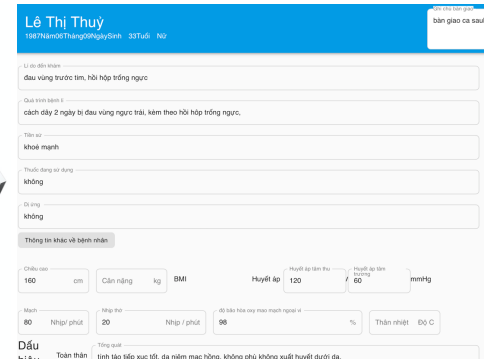 Lê Thị Thuỷ
Ghi chú bàn giao
1987Năm06Tháng09NgàySinh 33Tuổi Nữ
bàn giao ca sau
Lí do đến khám
đau vùng trước tim, hồi hộp trống ngực
Quá trình bệnh lí
cách dây 2 ngày bị đau vùng ngực trái, kèm theo hồi hộp trống ngực,
Tiền sử
khoẻ mạnh
Thuốc đang sử dụng
không
Dị ứng
không
Thông tin khác về bệnh nhân
Chiều cao
160 cm
Cân nặng kg
BMI
Huyết áp
Huyết áp tâm thu
120
/
Huyết áp tâm trương
60
mmHg
Mạch
80 Nhịp/ phút
Nhịp thở
20 Nhịp / phút
độ bão hòa oxy mao mạch ngoại vi
98 %
Thân nhiệt Độ C
Dấu
Toàn thân
Tổng quát
tỉnh táo tiếp xuc tốt, da niêm mạc hồng, không phù không xuất huyết dưới da,